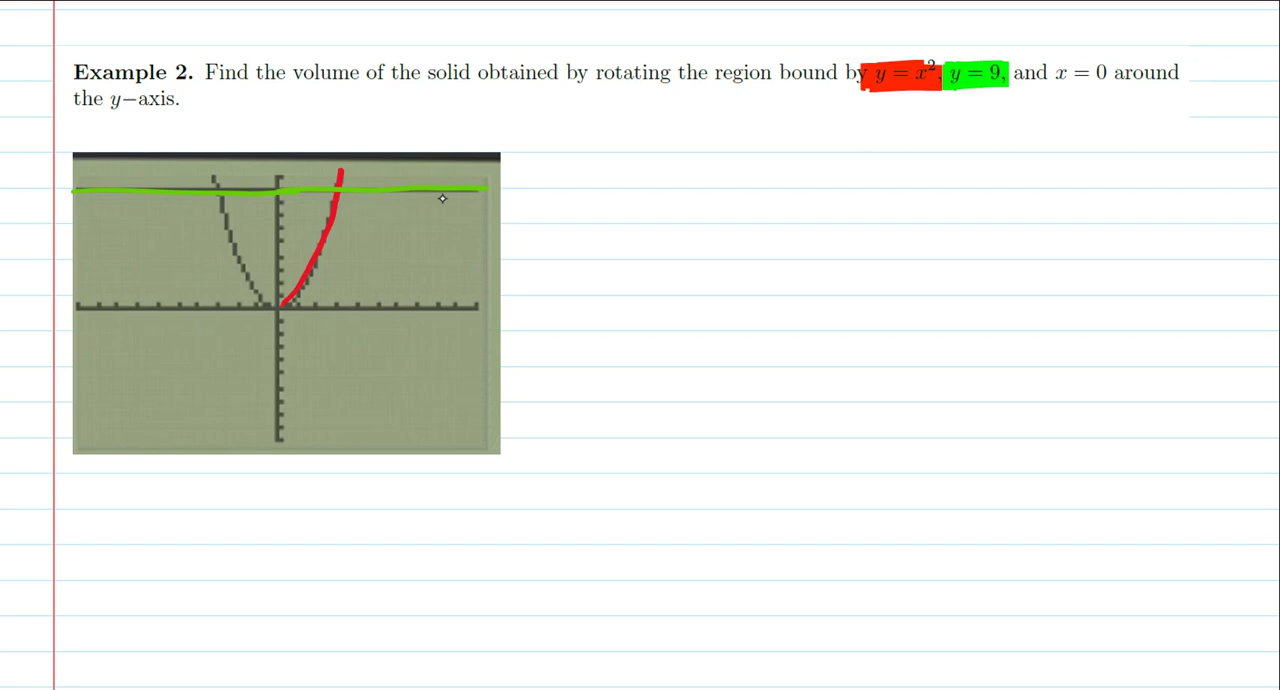 Example 2. Find the volume of the solid obtained by rotating the region bound by y = x², y = 9, and x = 0 around
the y−axis.